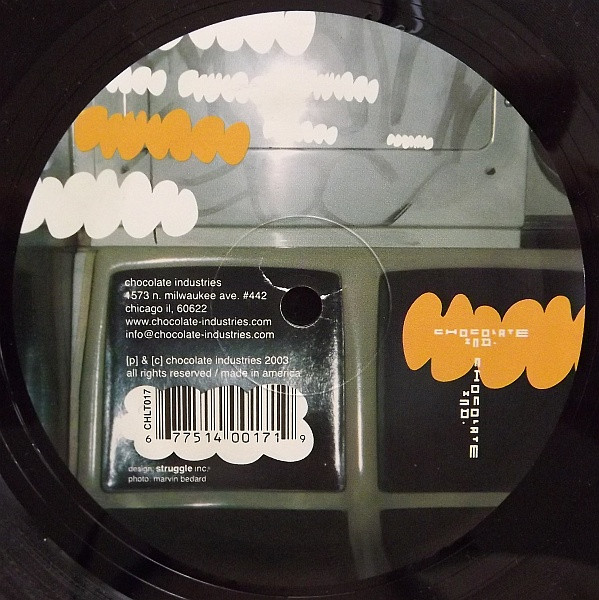 chocolate industries
1573 n. milwaukee ave. #442
chicago il, 60622
www.chocolate-industries.com
info@chocolate-industries.com
[p] & [c] chocolate industries 2003
all rights reserved / made in america
CHLT017
6 77514 00171 9
design: struggle inc.
photo: marvin bedard
CHOCOLATE
IND.
CHOCOLATE
IND.